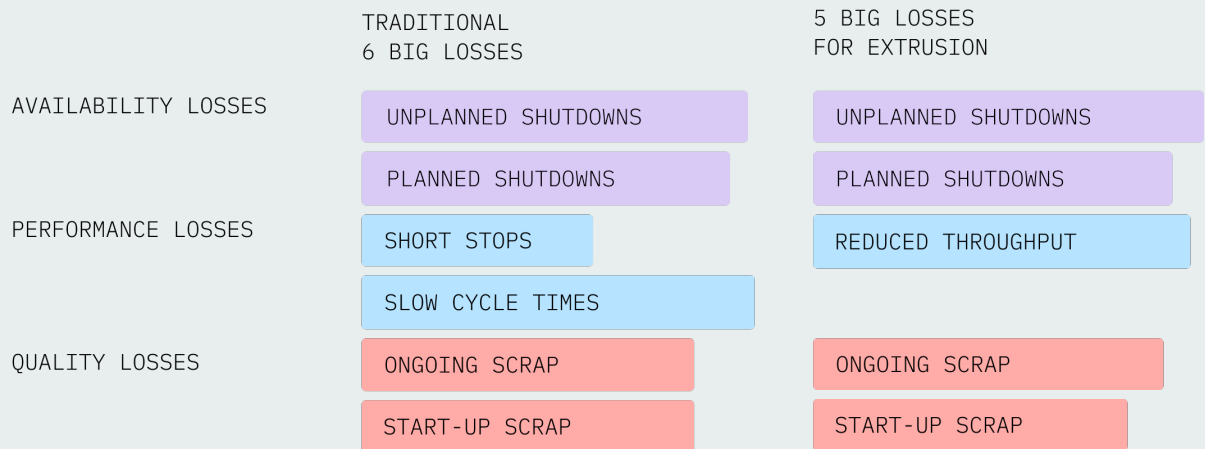 TRADITIONAL
6 BIG LOSSES
5 BIG LOSSES
FOR EXTRUSION
AVAILABILITY LOSSES
UNPLANNED SHUTDOWNS
UNPLANNED SHUTDOWNS
PLANNED SHUTDOWNS
PLANNED SHUTDOWNS
PERFORMANCE LOSSES
SHORT STOPS
REDUCED THROUGHPUT
SLOW CYCLE TIMES
QUALITY LOSSES
ONGOING SCRAP
ONGOING SCRAP
START-UP SCRAP
START-UP SCRAP